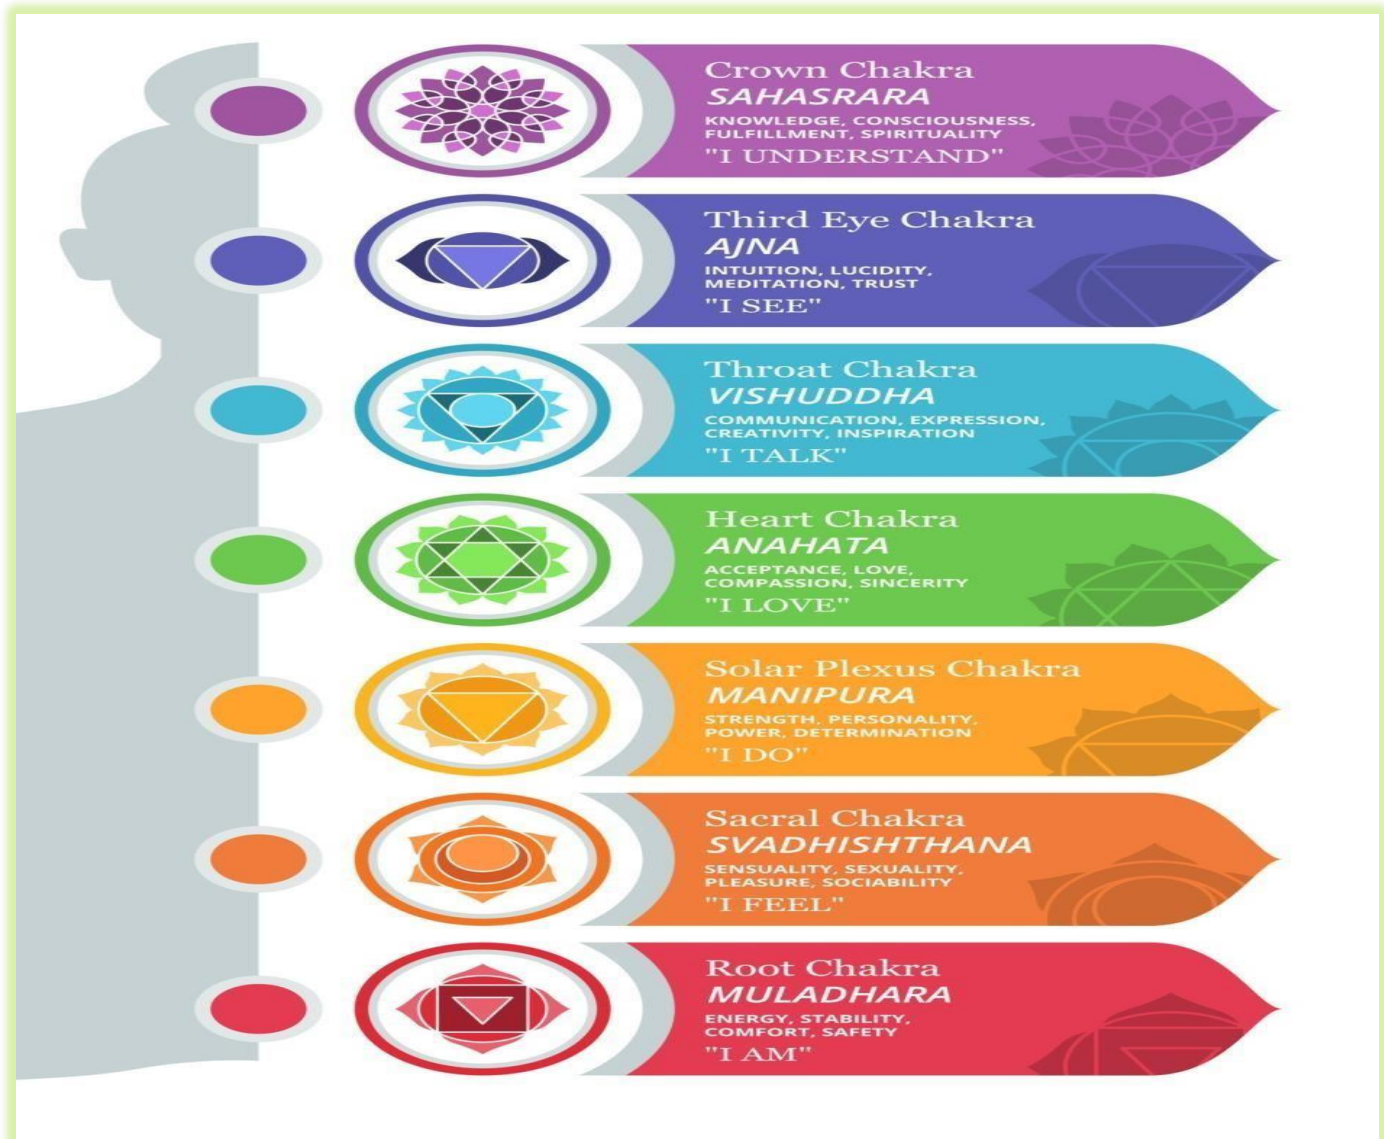 Crown Chakra
SAHASRARA
KNOWLEDGE, CONSCIOUSNESS,
FULFILLMENT, SPIRITUALITY
"I UNDERSTAND"
Third Eye Chakra
AJNA
INTUITION, LUCIDITY,
MEDITATION, TRUST
"I SEE"
Throat Chakra
VISHUDDHA
COMMUNICATION, EXPRESSION,
CREATIVITY, INSPIRATION
"I TALK"
Heart Chakra
ANAHATA
ACCEPTANCE, LOVE,
COMPASSION, SINCERITY
"I LOVE"
Solar Plexus Chakra
MANIPURA
STRENGTH, PERSONALITY,
POWER, DETERMINATION
"I DO"
Sacral Chakra
SVADHISHTHANA
SENSUALITY, SEXUALITY,
PLEASURE, SOCIABILITY
"I FEEL"
Root Chakra
MULADHARA
ENERGY, STABILITY,
COMFORT, SAFETY
"I AM"